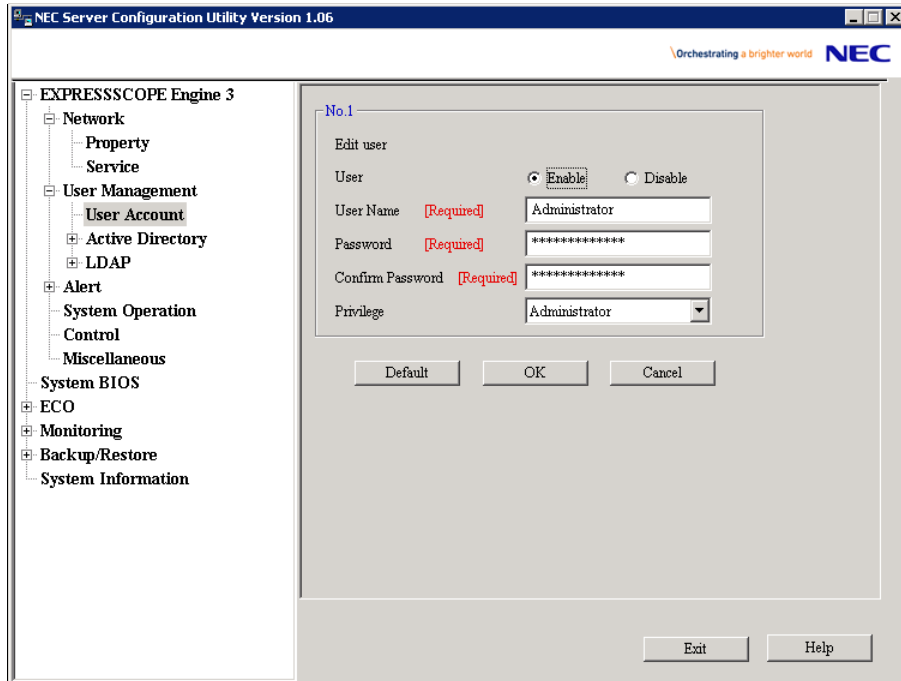 NEC Server Configuration Utility Version 1.06
\Orchestrating a brighter world NEC
EXPRESSSCOPE Engine 3
Network
Property
Service
User Management
User Account
Active Directory
LDAP
Alert
System Operation
Control
Miscellaneous
System BIOS
ECO
Monitoring
Backup/Restore
System Information
No.1
Edit user
User Enable Disable
User Name [Required] Administrator
Password [Required] *************
Confirm Password [Required] *************
Privilege Administrator
Default OK Cancel
Exit Help